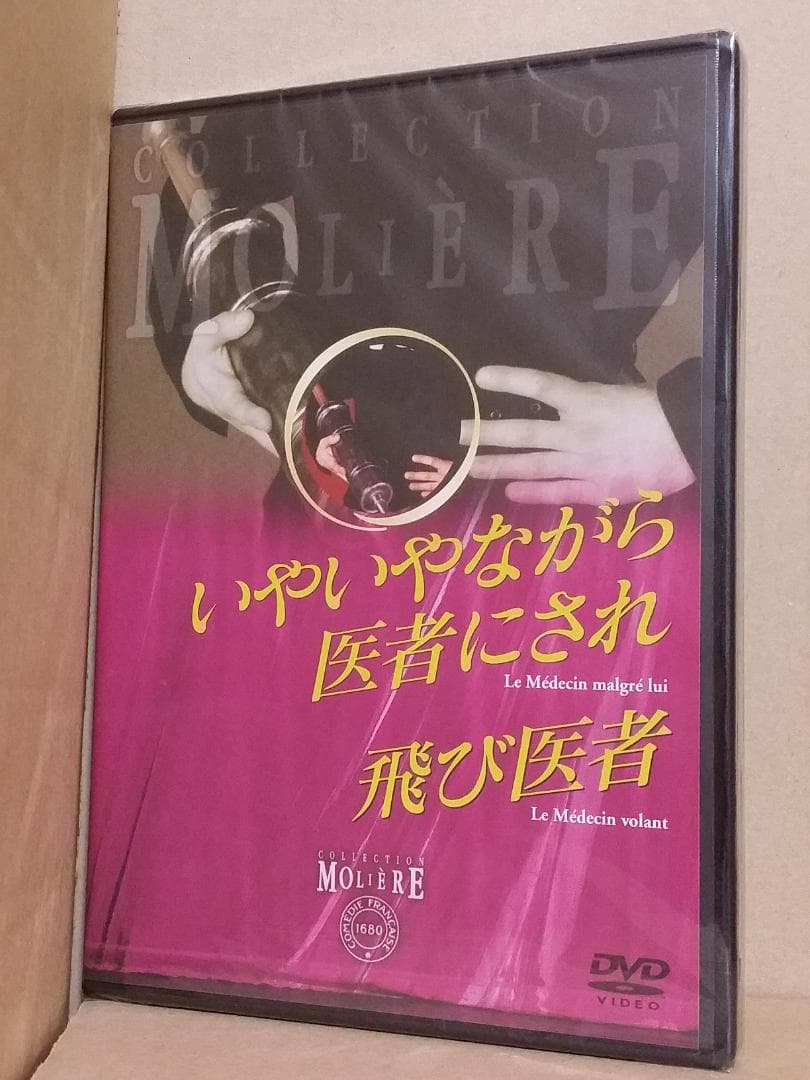 COLLECTION
MOLIÈRE
いやいやながら
医者にされ
Le Médecin malgré lui
飛び医者
Le Médecin volant
COLLECTION
MOLIÈRE
COMÉDIE FRANÇAISE
1680
DVD
VIDEO